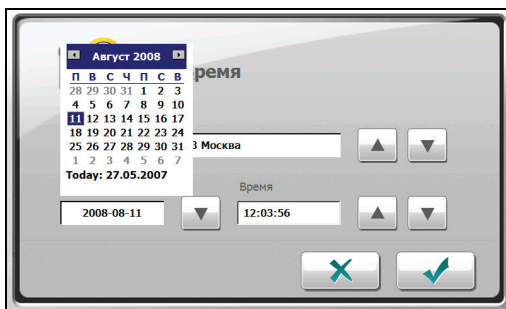 Август 2008
ремя
П В С Ч П С В
28 29 30 31 1 2 3
4 5 6 7 8 9 10
11 12 13 14 15 16 17
18 19 20 21 22 23 24
25 26 27 28 29 30 31
1 2 3 4 5 6 7
3 Москва
Today: 27.05.2007
Время
2008-08-11
12:03:56